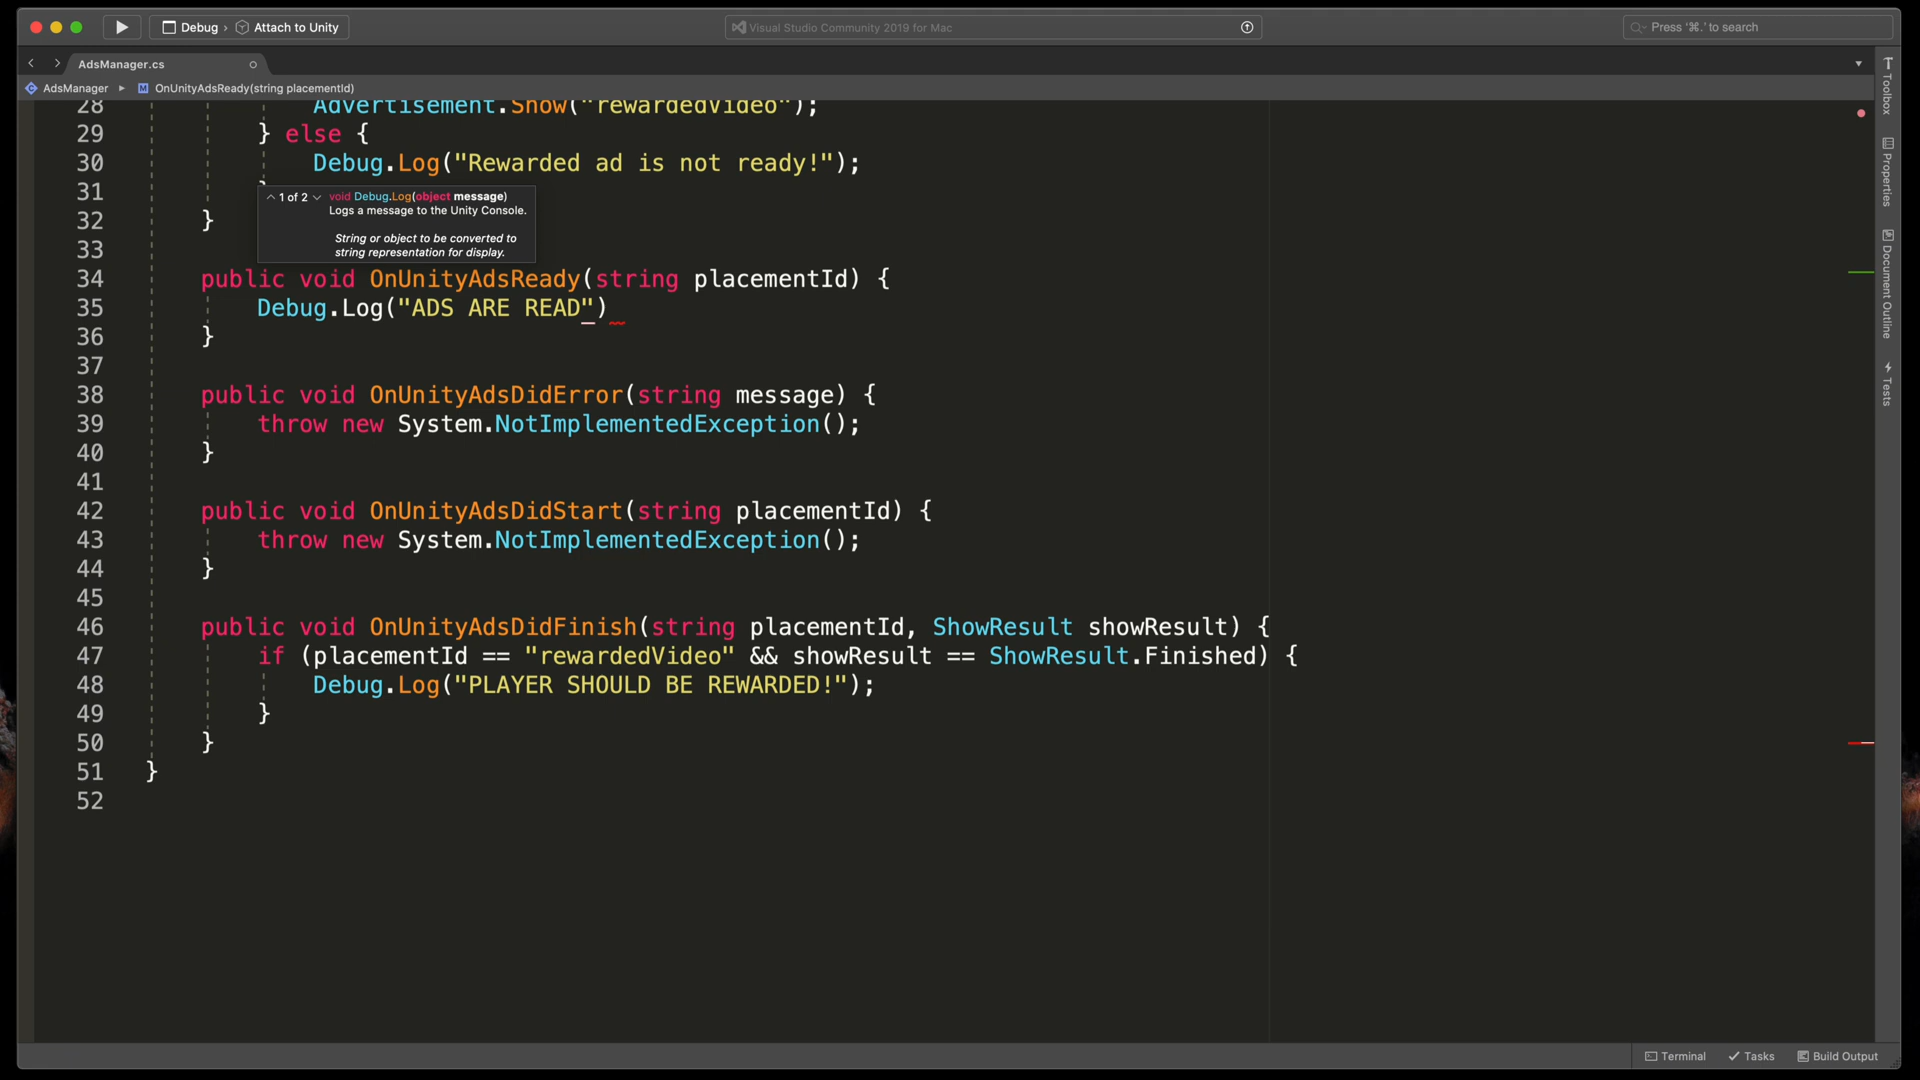 Debug › Attach to Unity
Visual Studio Community 2019 for Mac
Press '⌘.' to search
AdsManager.cs
AdsManager ▸ M OnUnityAdsReady(string placementId)
28 Advertisement.Show("rewardedVideo");
29 } else {
30 Debug.Log("Rewarded ad is not ready!");
31
1 of 2 void Debug.Log(object message)
Logs a message to the Unity Console.
String or object to be converted to
string representation for display.
32 }
33
34 public void OnUnityAdsReady(string placementId) {
35 Debug.Log("ADS ARE READ")
36 }
37
38 public void OnUnityAdsDidError(string message) {
39 throw new System.NotImplementedException();
40 }
41
42 public void OnUnityAdsDidStart(string placementId) {
43 throw new System.NotImplementedException();
44 }
45
46 public void OnUnityAdsDidFinish(string placementId, ShowResult showResult) {
47 if (placementId == "rewardedVideo" && showResult == ShowResult.Finished) {
48 Debug.Log("PLAYER SHOULD BE REWARDED!");
49 }
50 }
51 }
52
Toolbox
Properties
Document Outline
Tests
Terminal
Tasks
Build Output